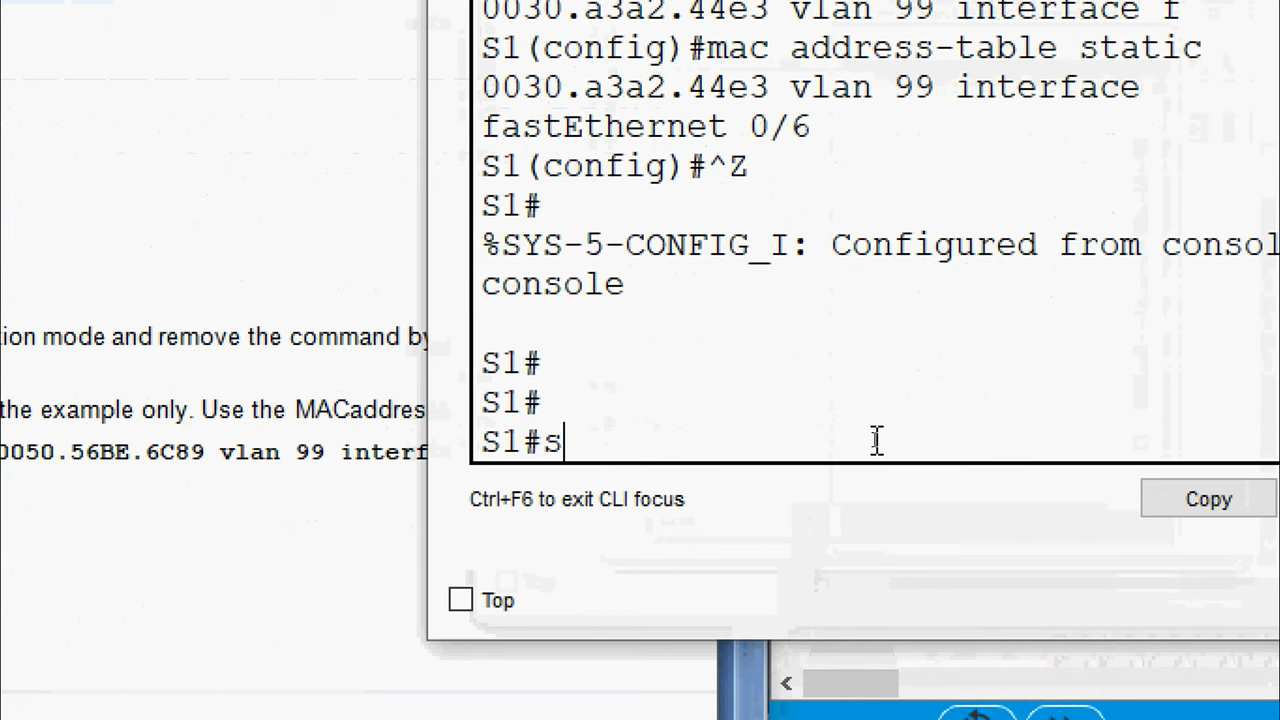 0030.a3a2.44e3 vlan 99 interface f
S1(config)#mac address-table static
0030.a3a2.44e3 vlan 99 interface
fastEthernet 0/6
S1(config)#^Z
S1#
%SYS-5-CONFIG_I: Configured from consol
console
tion mode and remove the command by
S1#
the example only. Use the MACaddres
S1#
0050.56BE.6C89 vlan 99 interf
S1#s
Ctrl+F6 to exit CLI focus
Copy
Top